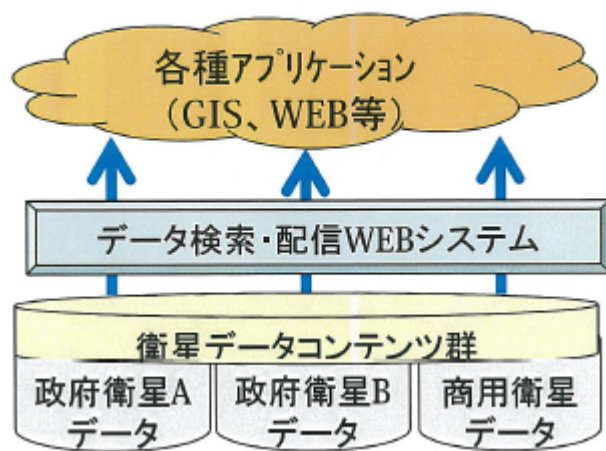 各種アプリケーション
（GIS、WEB等）
データ検索・配信WEBシステム
衛星データコンテンツ群
政府衛星A
データ
政府衛星B
データ
商用衛星
データ